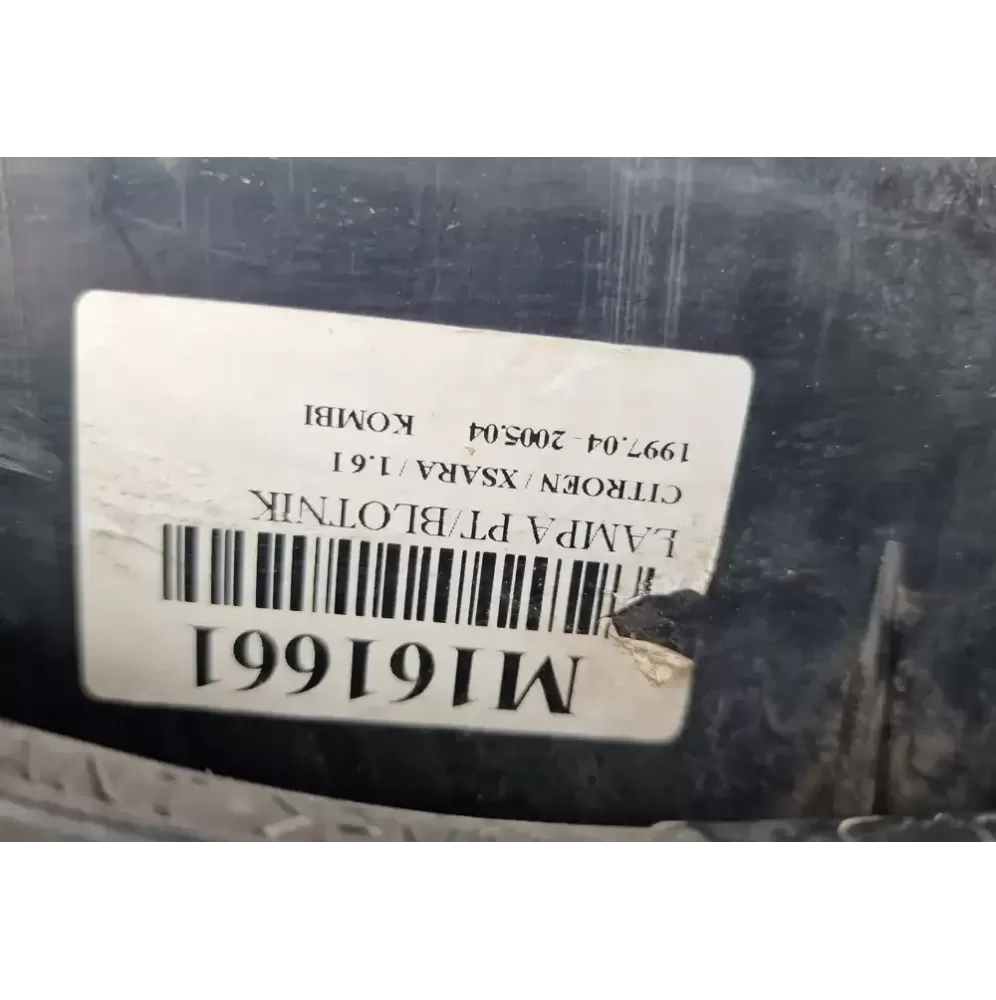 M161661
LAMPA PT/BLOTNIK
CITROEN / XSARA / 1.6 I
1997.04 - 2005.04 KOMBI